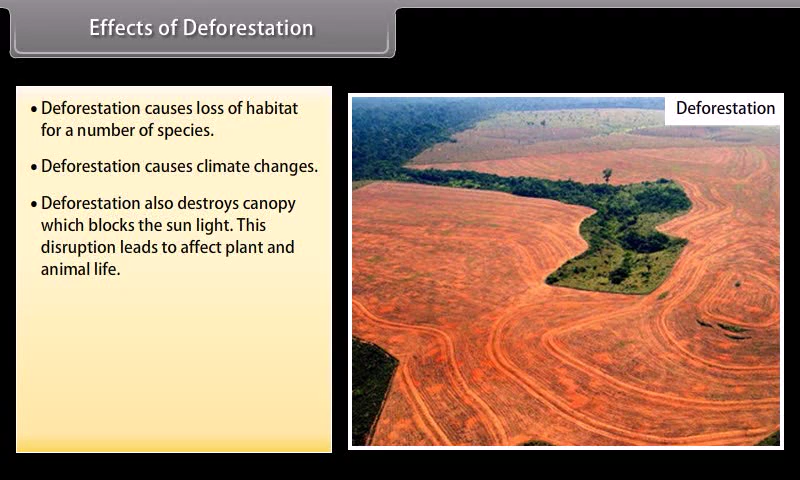 Effects of Deforestation
• Deforestation causes loss of habitat
for a number of species.
• Deforestation causes climate changes.
• Deforestation also destroys canopy
which blocks the sun light. This
disruption leads to affect plant and
animal life.
Deforestation